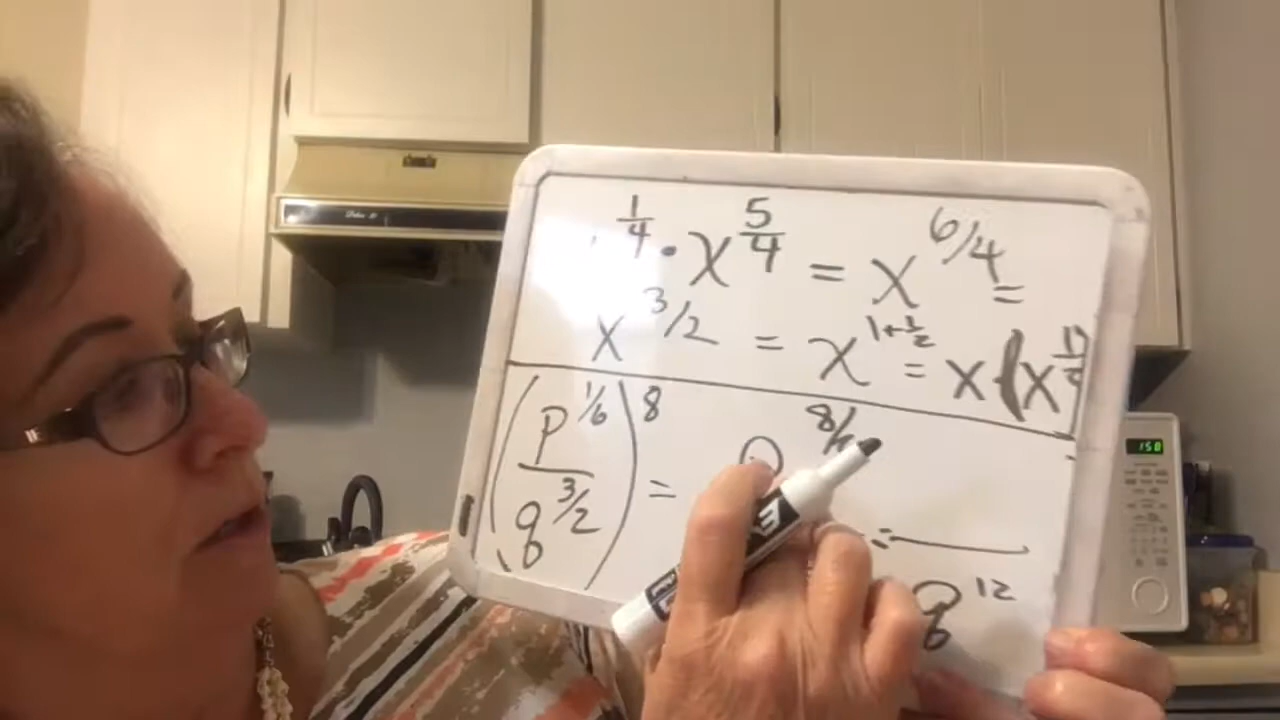 1/4 · x^5/4 = x^6/4 =
x^3/2 = x^1+1/2 = x (x^1/2
(p^1/6 / q^3/2)^8 = p^8/ = —
q^12
158